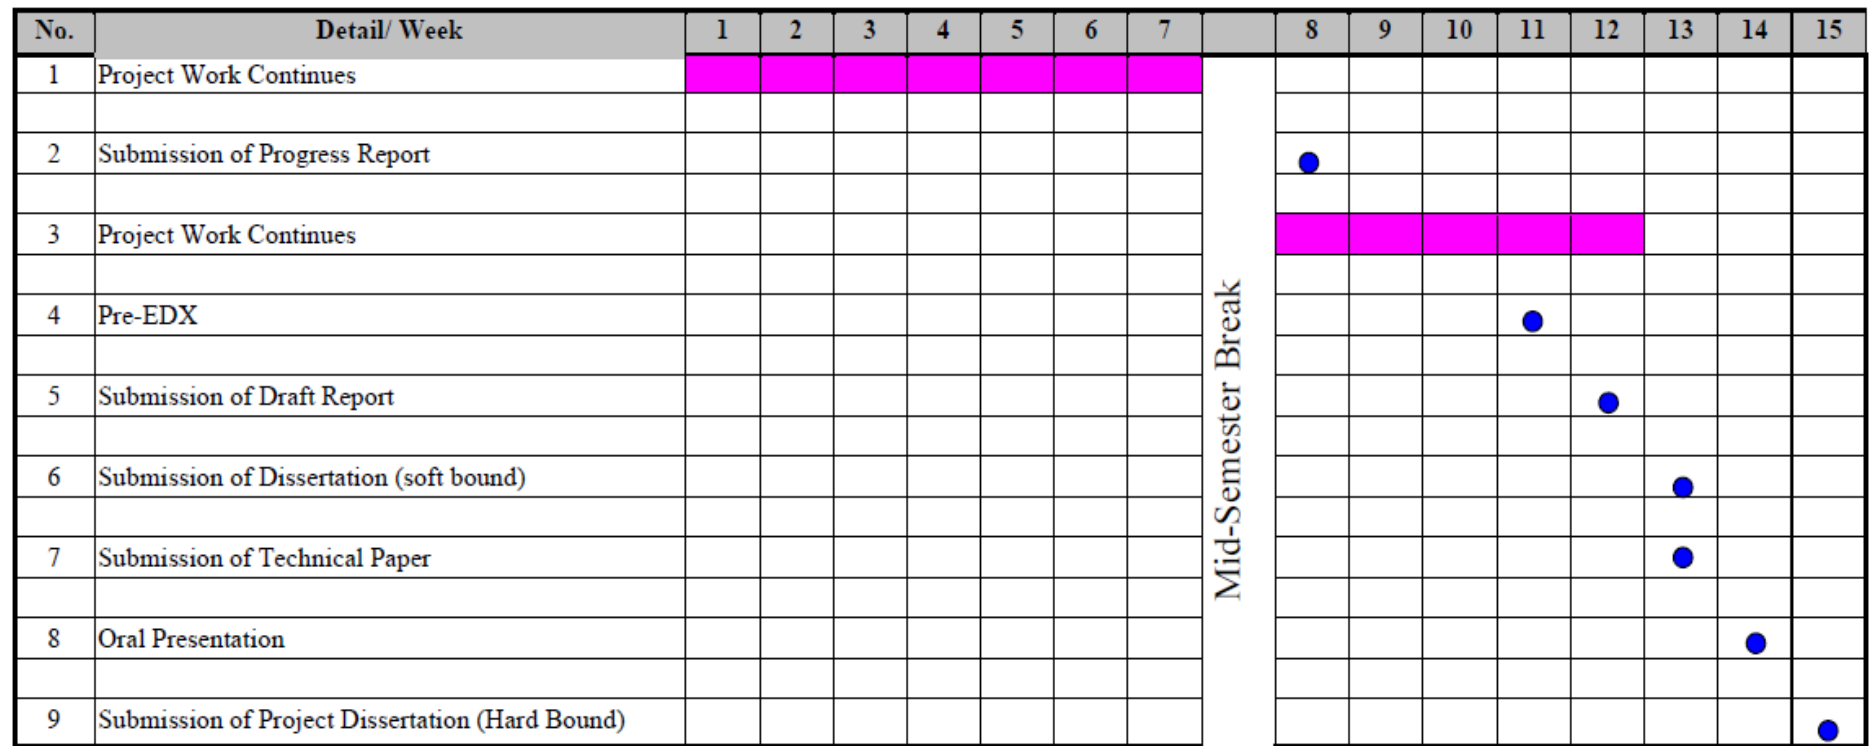 No. Detail/ Week 1 2 3 4 5 6 7 8 9 10 11 12 13 14 15
1 Project Work Continues
2 Submission of Progress Report
3 Project Work Continues
4 Pre-EDX
5 Submission of Draft Report
6 Submission of Dissertation (soft bound)
7 Submission of Technical Paper
8 Oral Presentation
9 Submission of Project Dissertation (Hard Bound)
Mid-Semester Break